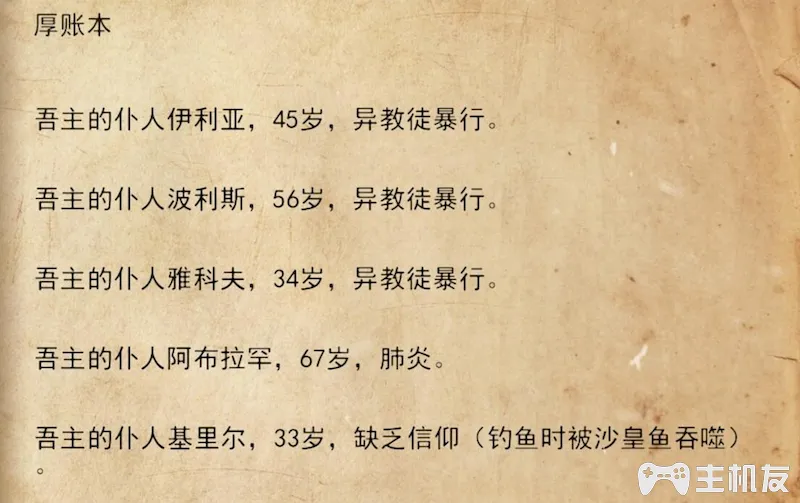 厚账本
吾主的仆人伊利亚，45岁，异教徒暴行。
吾主的仆人波利斯，56岁，异教徒暴行。
吾主的仆人雅科夫，34岁，异教徒暴行。
吾主的仆人阿布拉罕，67岁，肺炎。
吾主的仆人基里尔，33岁，缺乏信仰（钓鱼时被沙皇鱼吞噬）
。
主机友